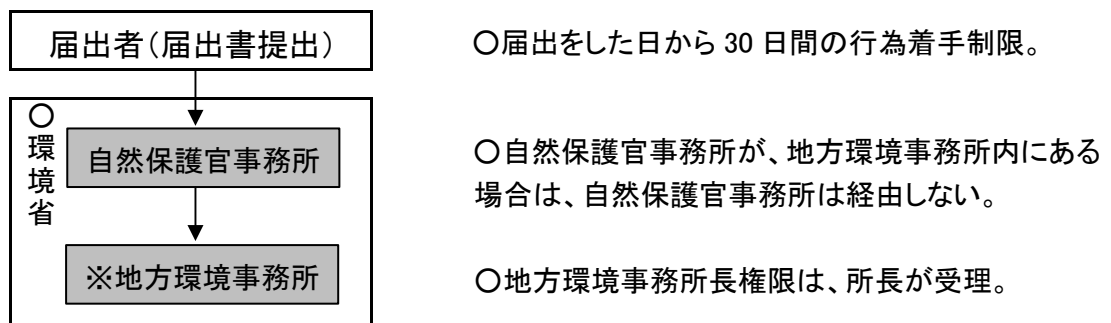 届出者(届出書提出)
○届出をした日から 30 日間の行為着手制限。
○環境省
自然保護官事務所
○自然保護官事務所が、地方環境事務所内にある
場合は、自然保護官事務所は経由しない。
※地方環境事務所
○地方環境事務所長権限は、所長が受理。